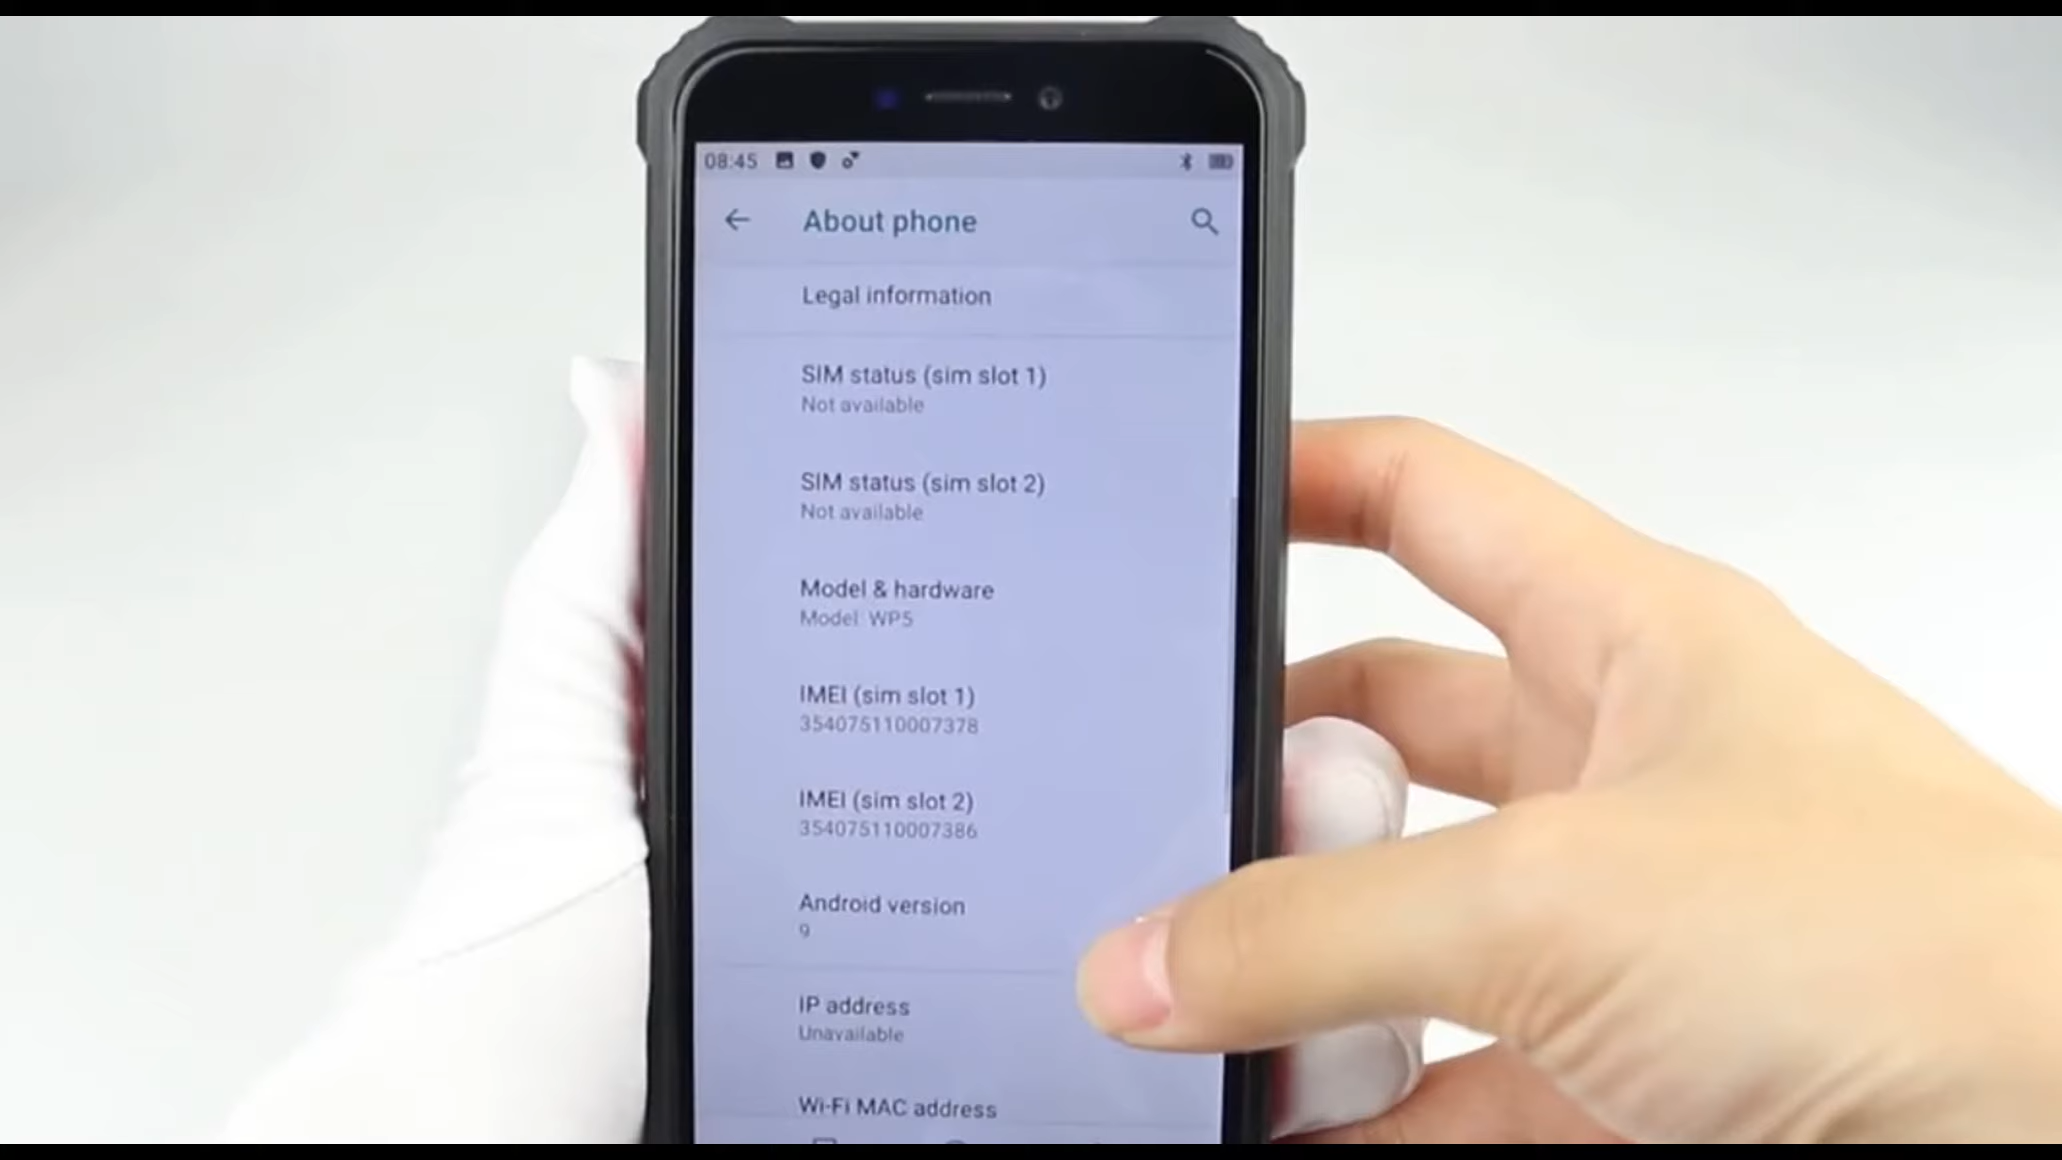 08:45
About phone
Legal information
SIM status (sim slot 1)
Not available
SIM status (sim slot 2)
Not available
Model & hardware
Model: WP5
IMEI (sim slot 1)
354075110007378
IMEI (sim slot 2)
354075110007386
Android version
9
IP address
Unavailable
Wi-Fi MAC address